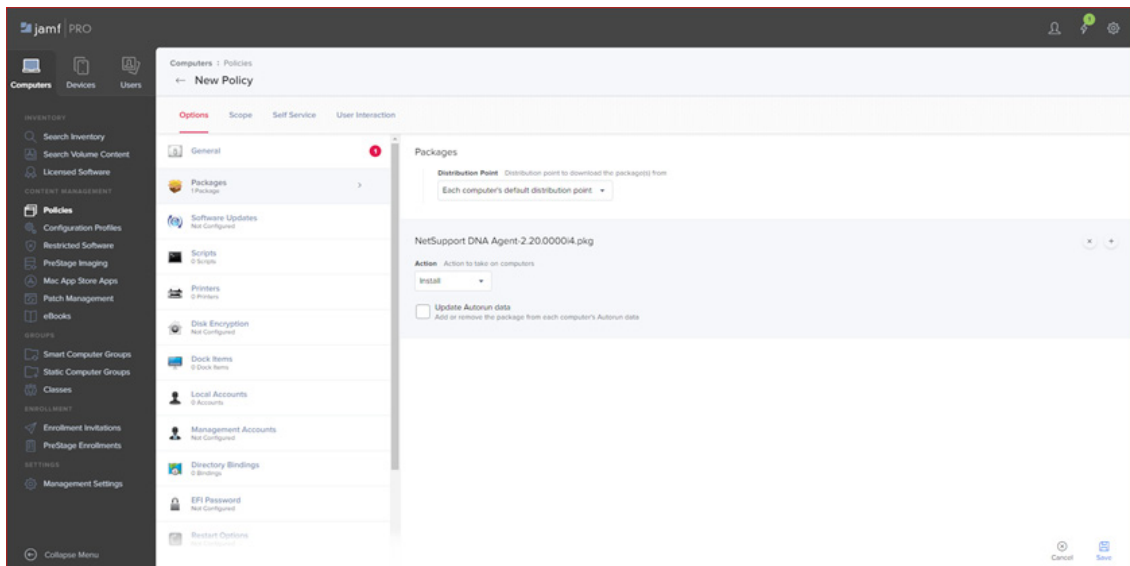 jamf PRO
1
Computers
Devices
Users
INVENTORY
Search Inventory
Search Volume Content
Licensed Software
CONTENT MANAGEMENT
Policies
Configuration Profiles
Restricted Software
PreStage Imaging
Mac App Store Apps
Patch Management
eBooks
GROUPS
Smart Computer Groups
Static Computer Groups
Classes
ENROLLMENT
Enrollment Invitations
PreStage Enrollments
SETTINGS
Management Settings
Collapse Menu
Computers : Policies
← New Policy
Options Scope Self Service User Interaction
General
1
Packages
1 Package
Software Updates
Not Configured
Scripts
0 Scripts
Printers
0 Printers
Disk Encryption
Not Configured
Dock Items
0 Dock Items
Local Accounts
0 Accounts
Management Accounts
Not Configured
Directory Bindings
0 Bindings
EFI Password
Not Configured
Restart Options
Packages
Distribution Point Distribution point to download the package(s) from
Each computer's default distribution point
NetSupport DNA Agent-2.20.0000i4.pkg
Action Action to take on computers
Install
Update Autorun data
Add or remove the package from each computer's Autorun data
Cancel
Save